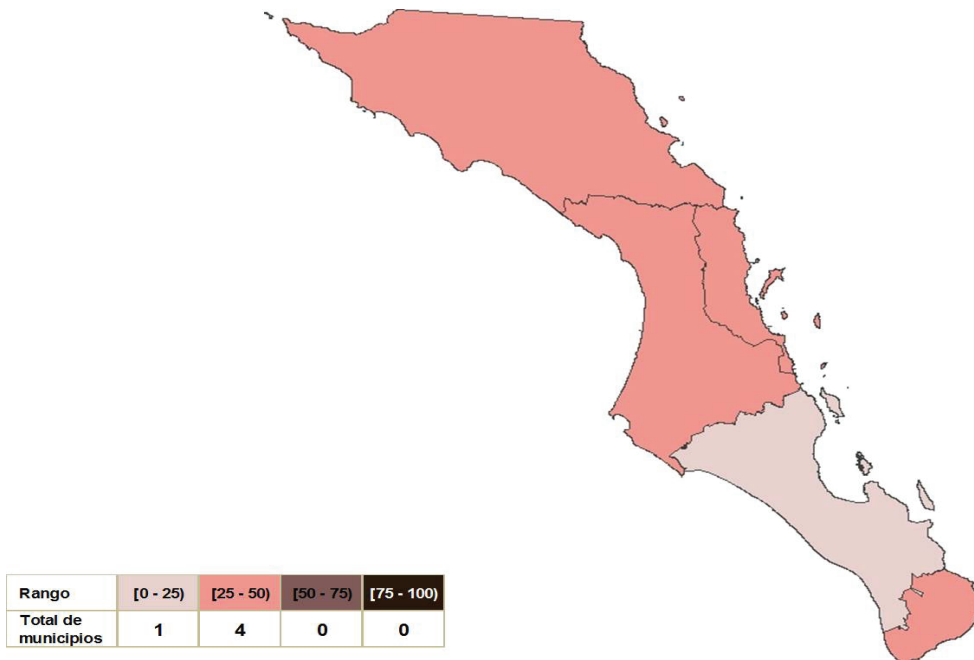 Rango [0 - 25) [25 - 50) [50 - 75) [75 - 100)
Total de municipios 1 4 0 0